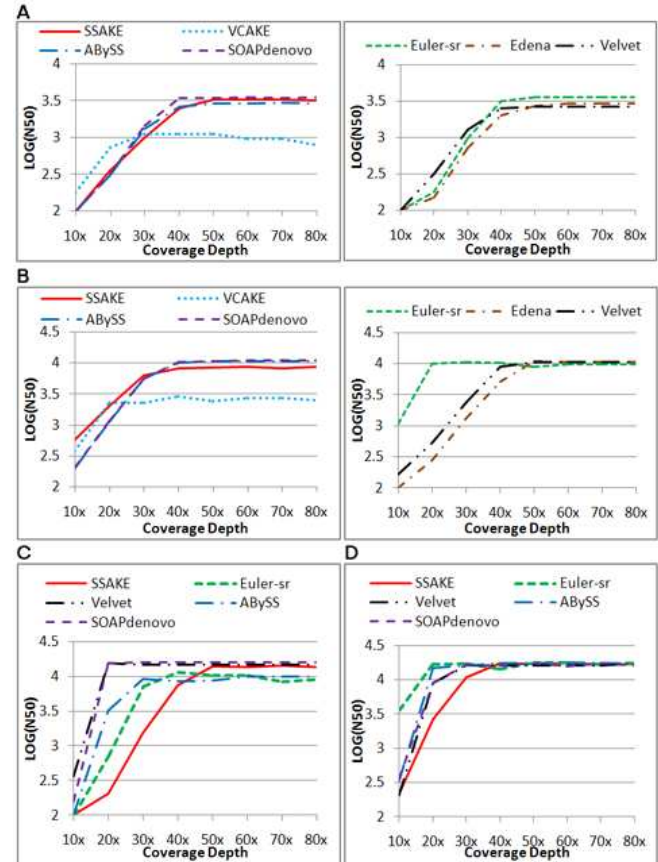 A
SSAKE VCAKE
ABySS SOAPdenovo
LOG(N50)
4
3.5
3
2.5
2
10x 20x 30x 40x 50x 60x 70x 80x
Coverage Depth
Euler-sr Edena Velvet
LOG(N50)
4
3.5
3
2.5
2
10x 20x 30x 40x 50x 60x 70x 80x
Coverage Depth
B
SSAKE VCAKE
ABySS SOAPdenovo
LOG(N50)
4.5
4
3.5
3
2.5
2
10x 20x 30x 40x 50x 60x 70x 80x
Coverage Depth
Euler-sr Edena Velvet
LOG(N50)
4.5
4
3.5
3
2.5
2
10x 20x 30x 40x 50x 60x 70x 80x
Coverage Depth
C
SSAKE Euler-sr
Velvet ABySS
SOAPdenovo
LOG(N50)
4.5
4
3.5
3
2.5
2
10x 20x 30x 40x 50x 60x 70x 80x
Coverage Depth
D
SSAKE Euler-sr
Velvet ABySS
SOAPdenovo
LOG(N50)
4.5
4
3.5
3
2.5
2
10x 20x 30x 40x 50x 60x 70x 80x
Coverage Depth